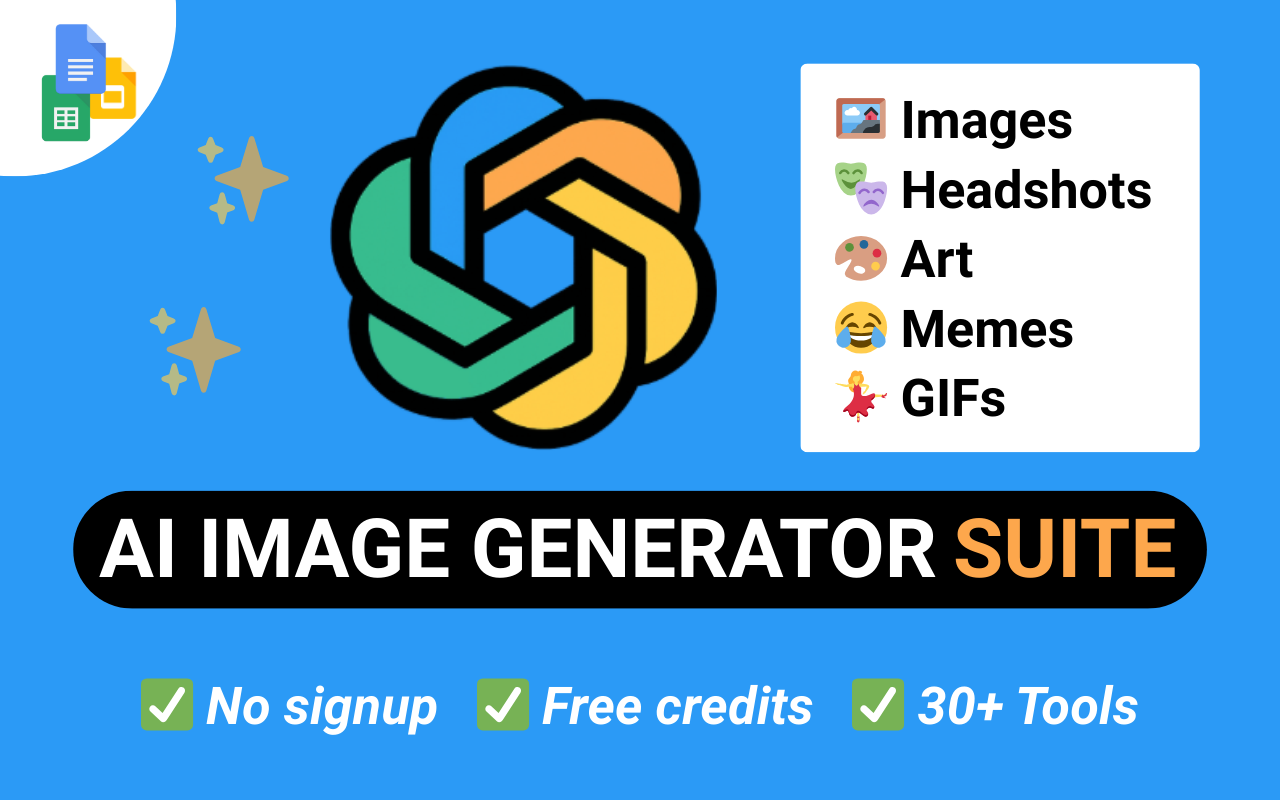 Images
Headshots
Art
Memes
GIFs
AI IMAGE GENERATOR SUITE
No signup
Free credits
30+ Tools